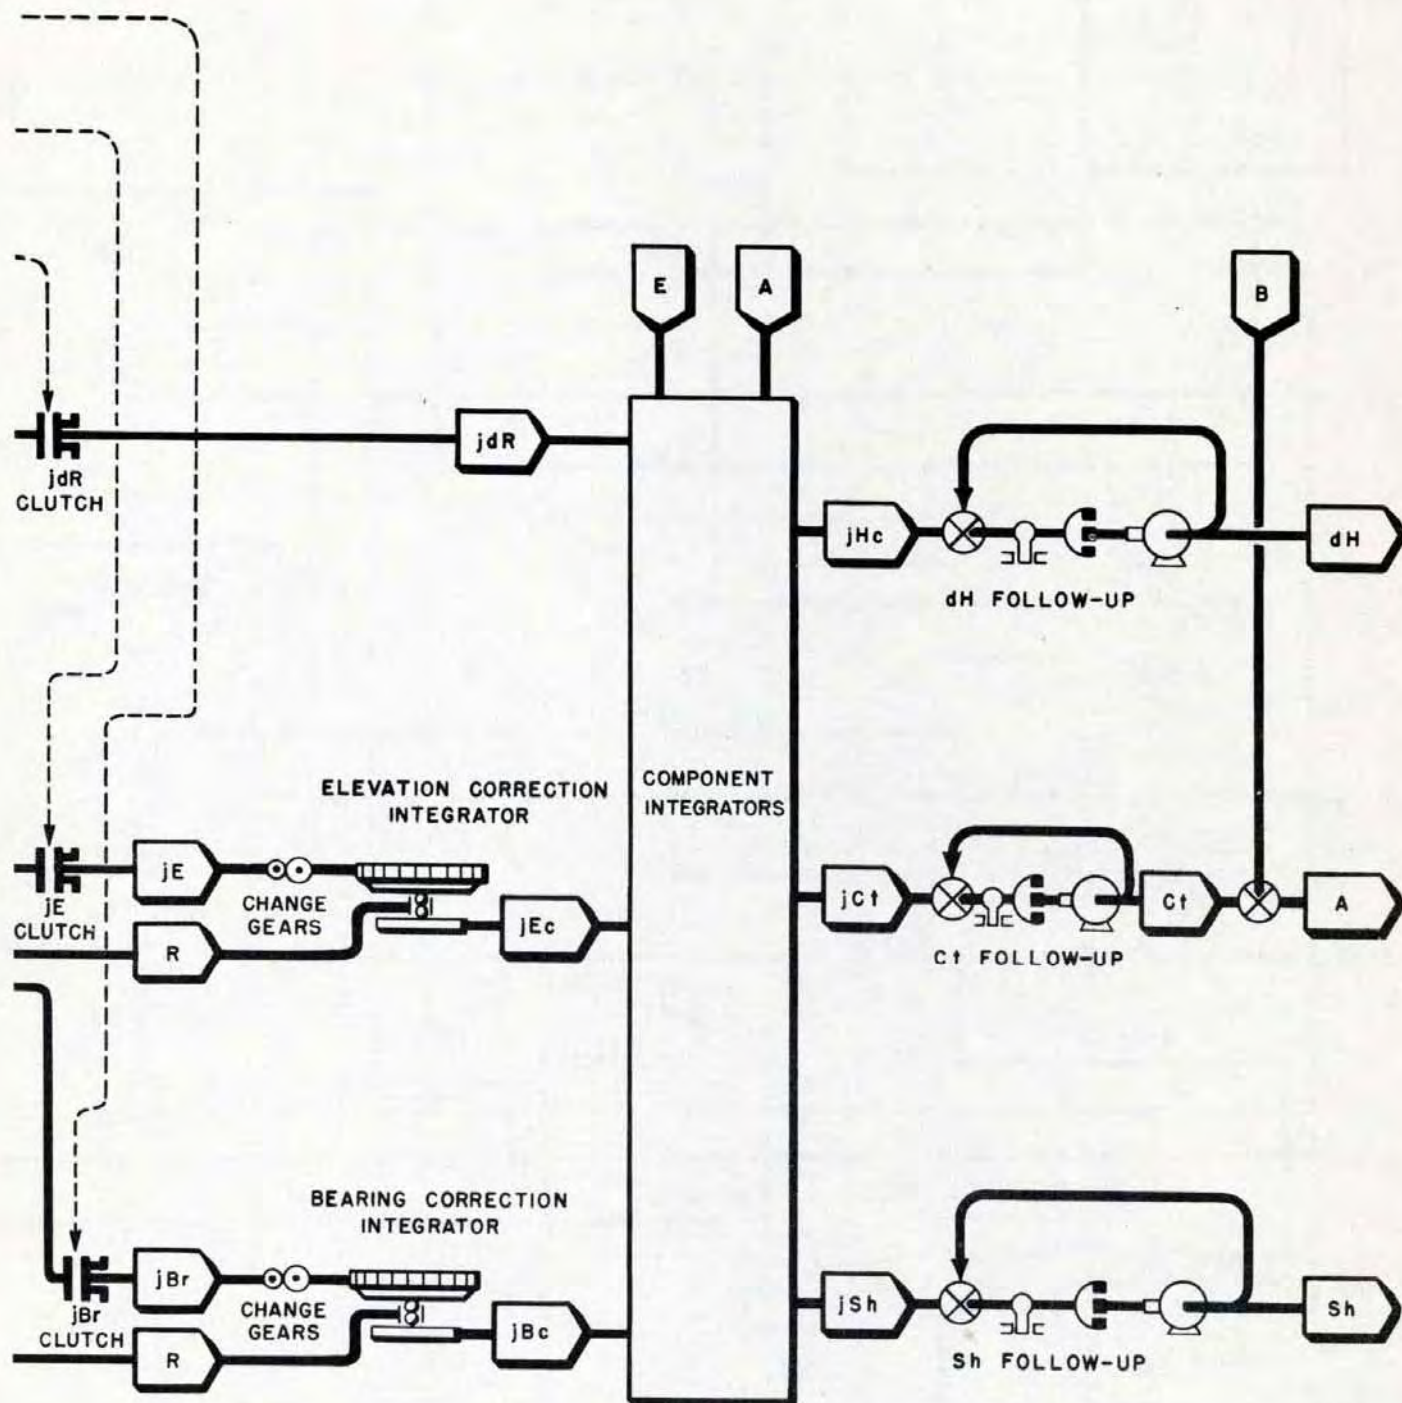 E
A
B
jdR
jdR
CLUTCH
jHc
dH
dH FOLLOW-UP
ELEVATION CORRECTION
INTEGRATOR
COMPONENT
INTEGRATORS
jE
jE
CLUTCH
CHANGE
GEARS
R
jEc
jCt
Ct
A
Ct FOLLOW-UP
BEARING CORRECTION
INTEGRATOR
jBr
jBr
CLUTCH
CHANGE
GEARS
R
jBc
jSh
Sh
Sh FOLLOW-UP